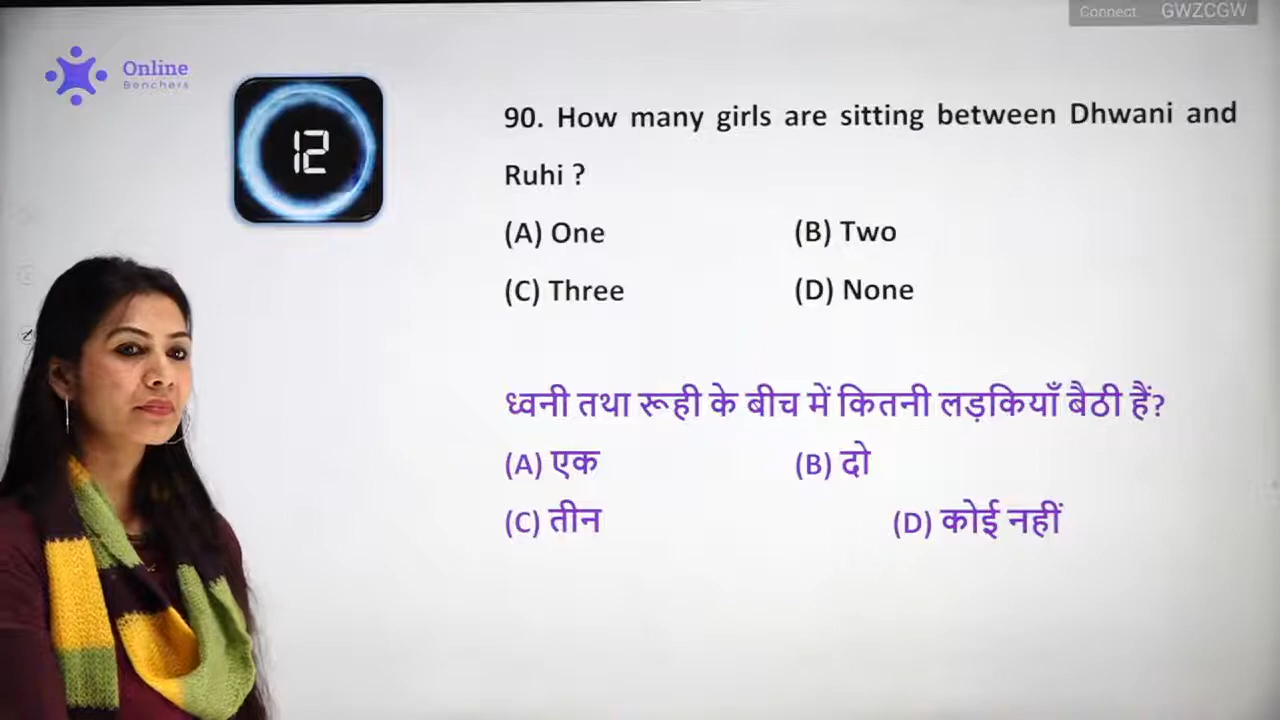 Connect GWZCGW
Online
Benchers
12
90. How many girls are sitting between Dhwani and
Ruhi ?
(A) One (B) Two
(C) Three (D) None
ध्वनी तथा रूही के बीच में कितनी लड़कियाँ बैठी हैं?
(A) एक (B) दो
(C) तीन (D) कोई नहीं